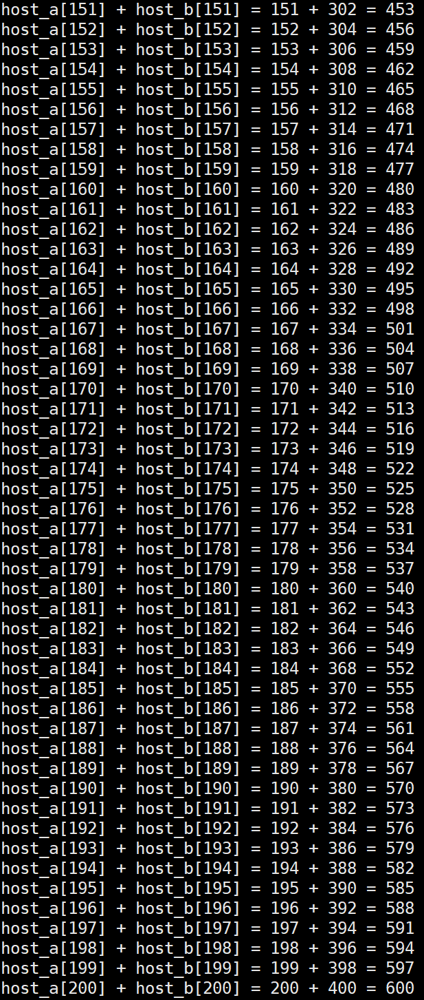 host_a[151] + host_b[151] = 151 + 302 = 453
host_a[152] + host_b[152] = 152 + 304 = 456
host_a[153] + host_b[153] = 153 + 306 = 459
host_a[154] + host_b[154] = 154 + 308 = 462
host_a[155] + host_b[155] = 155 + 310 = 465
host_a[156] + host_b[156] = 156 + 312 = 468
host_a[157] + host_b[157] = 157 + 314 = 471
host_a[158] + host_b[158] = 158 + 316 = 474
host_a[159] + host_b[159] = 159 + 318 = 477
host_a[160] + host_b[160] = 160 + 320 = 480
host_a[161] + host_b[161] = 161 + 322 = 483
host_a[162] + host_b[162] = 162 + 324 = 486
host_a[163] + host_b[163] = 163 + 326 = 489
host_a[164] + host_b[164] = 164 + 328 = 492
host_a[165] + host_b[165] = 165 + 330 = 495
host_a[166] + host_b[166] = 166 + 332 = 498
host_a[167] + host_b[167] = 167 + 334 = 501
host_a[168] + host_b[168] = 168 + 336 = 504
host_a[169] + host_b[169] = 169 + 338 = 507
host_a[170] + host_b[170] = 170 + 340 = 510
host_a[171] + host_b[171] = 171 + 342 = 513
host_a[172] + host_b[172] = 172 + 344 = 516
host_a[173] + host_b[173] = 173 + 346 = 519
host_a[174] + host_b[174] = 174 + 348 = 522
host_a[175] + host_b[175] = 175 + 350 = 525
host_a[176] + host_b[176] = 176 + 352 = 528
host_a[177] + host_b[177] = 177 + 354 = 531
host_a[178] + host_b[178] = 178 + 356 = 534
host_a[179] + host_b[179] = 179 + 358 = 537
host_a[180] + host_b[180] = 180 + 360 = 540
host_a[181] + host_b[181] = 181 + 362 = 543
host_a[182] + host_b[182] = 182 + 364 = 546
host_a[183] + host_b[183] = 183 + 366 = 549
host_a[184] + host_b[184] = 184 + 368 = 552
host_a[185] + host_b[185] = 185 + 370 = 555
host_a[186] + host_b[186] = 186 + 372 = 558
host_a[187] + host_b[187] = 187 + 374 = 561
host_a[188] + host_b[188] = 188 + 376 = 564
host_a[189] + host_b[189] = 189 + 378 = 567
host_a[190] + host_b[190] = 190 + 380 = 570
host_a[191] + host_b[191] = 191 + 382 = 573
host_a[192] + host_b[192] = 192 + 384 = 576
host_a[193] + host_b[193] = 193 + 386 = 579
host_a[194] + host_b[194] = 194 + 388 = 582
host_a[195] + host_b[195] = 195 + 390 = 585
host_a[196] + host_b[196] = 196 + 392 = 588
host_a[197] + host_b[197] = 197 + 394 = 591
host_a[198] + host_b[198] = 198 + 396 = 594
host_a[199] + host_b[199] = 199 + 398 = 597
host_a[200] + host_b[200] = 200 + 400 = 600